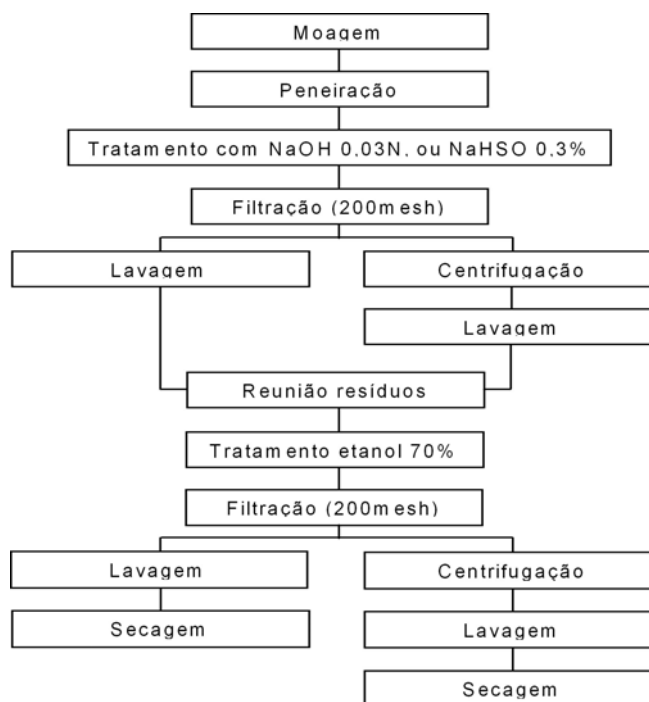 Moagem
Peneiração
Tratamento com NaOH 0,03N, ou NaHSO 0,3%
Filtração (200mesh)
Lavagem
Centrifugação
Lavagem
Reunião resíduos
Tratamento etanol 70%
Filtração (200mesh)
Lavagem
Centrifugação
Secagem
Lavagem
Secagem